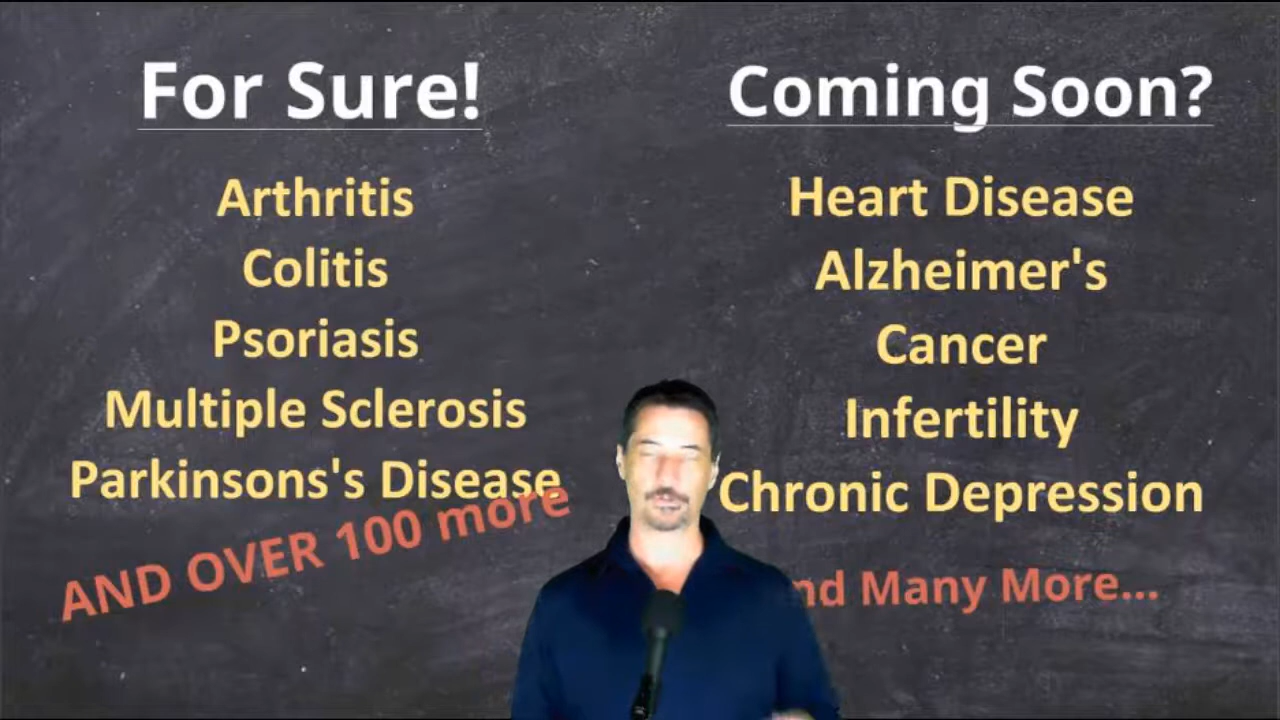 For Sure!
Arthritis
Colitis
Psoriasis
Multiple Sclerosis
Parkinsons's Disease
AND OVER 100 more
Coming Soon?
Heart Disease
Alzheimer's
Cancer
Infertility
Chronic Depression
nd Many More...